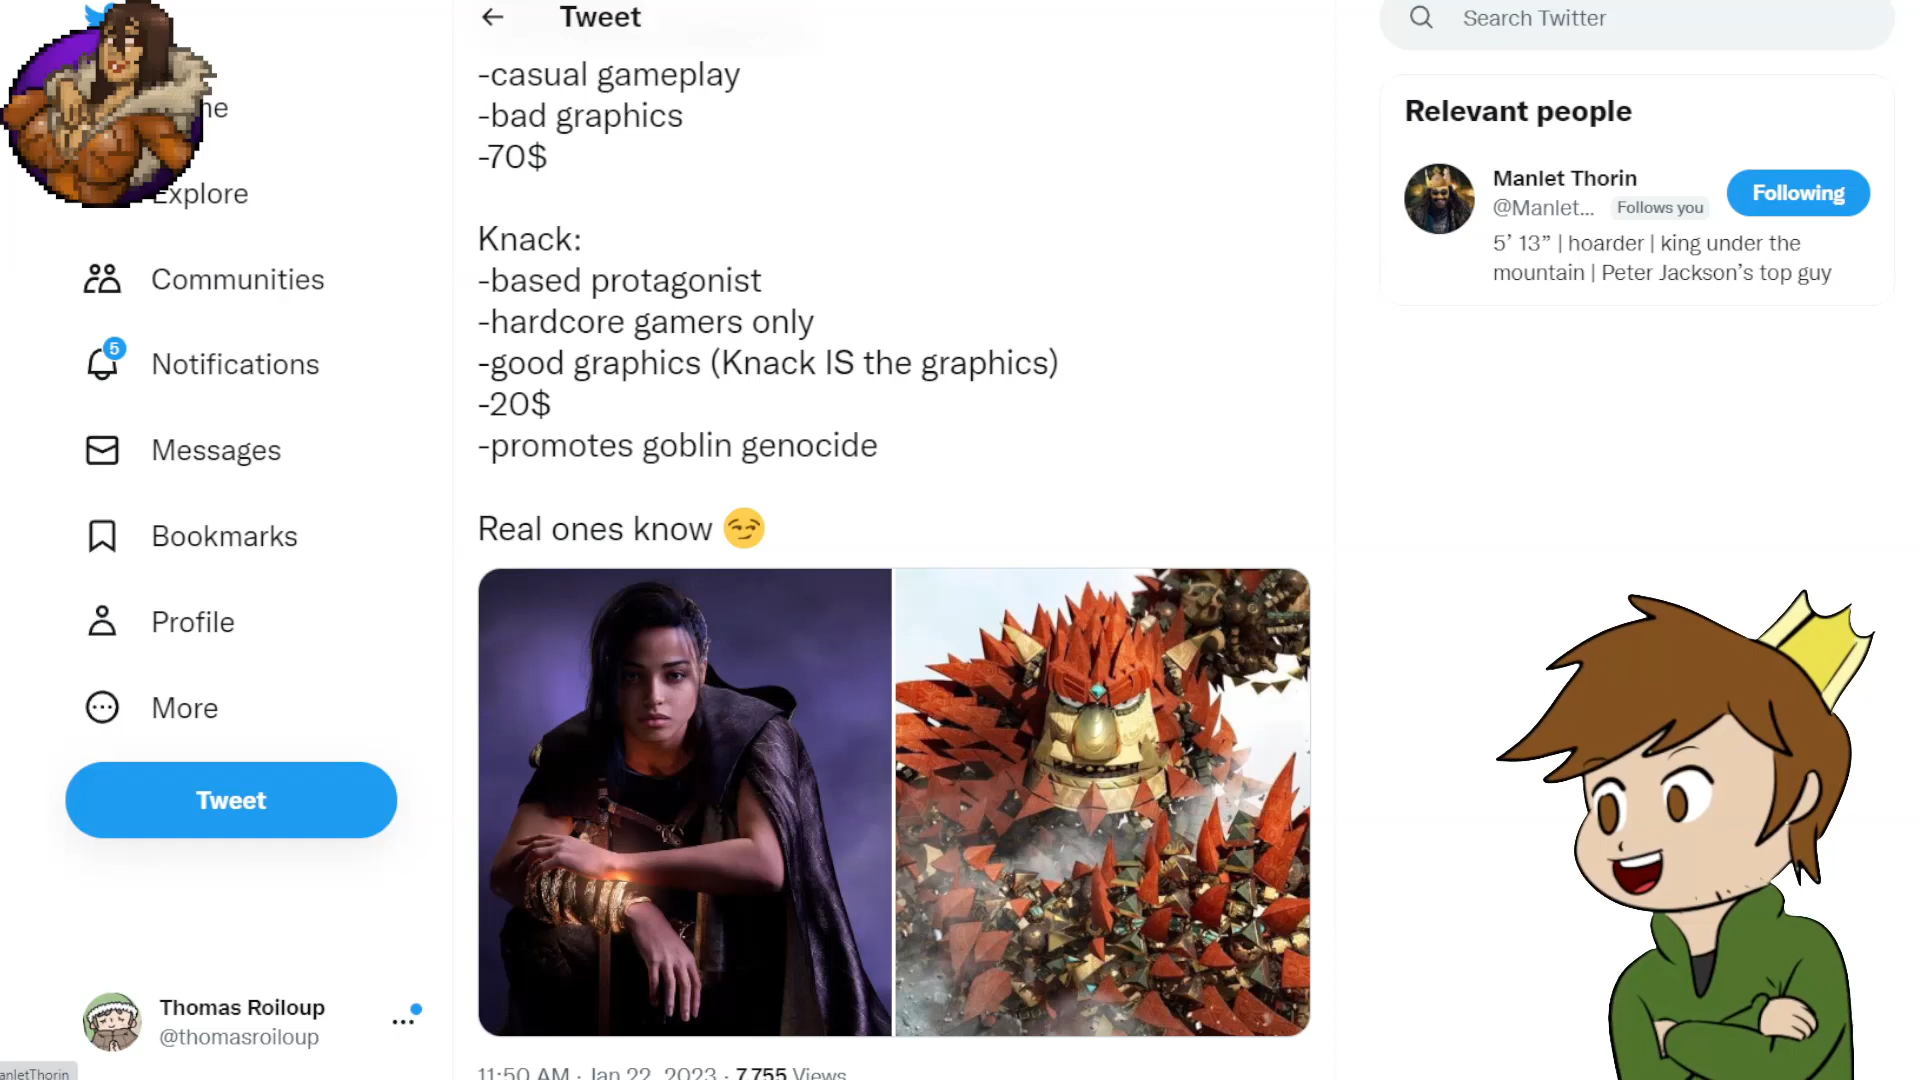 Tweet
-casual gameplay
-bad graphics
-70$
Knack:
-based protagonist
-hardcore gamers only
-good graphics (Knack IS the graphics)
-20$
-promotes goblin genocide
Real ones know 😏
11:50 AM · Jan 22, 2023 · 7,755 Views
Explore
Communities
5
Notifications
Messages
Bookmarks
Profile
More
Tweet
Thomas Roiloup
@thomasroiloup
anletThorin
Search Twitter
Relevant people
Manlet Thorin
@Manlet... Follows you
Following
5’ 13” | hoarder | king under the
mountain | Peter Jackson’s top guy